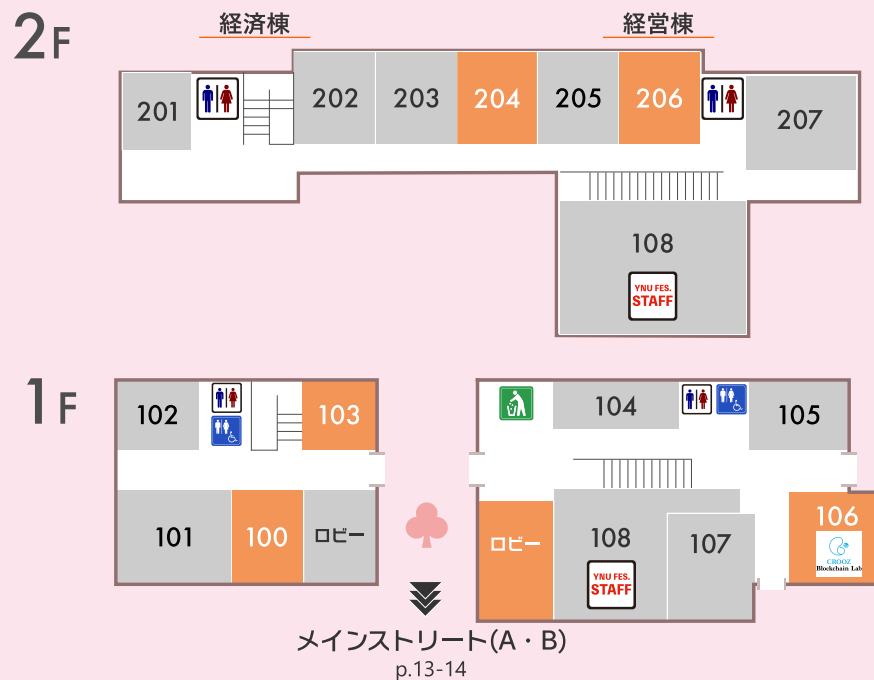 2F
経済棟
経営棟
201
202
203
204
205
206
207
108
YNU FES.
STAFF
1F
102
103
104
105
101
100
ロビー
ロビー
108
YNU FES.
STAFF
107
106
CROOZ
Blockchain Lab
メインストリート(A・B)
p.13-14